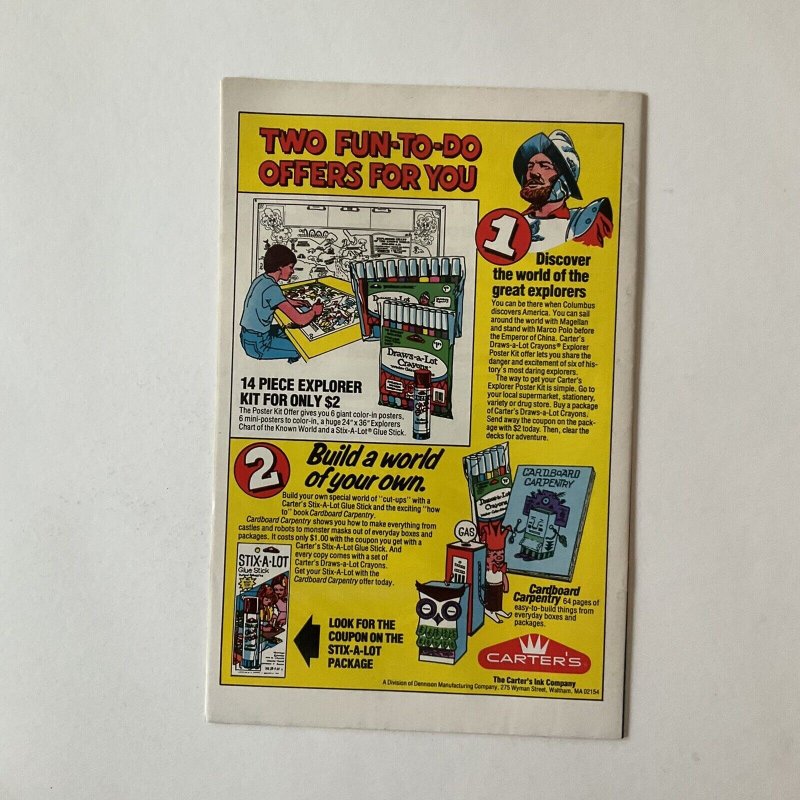 TWO FUN-TO-DO
OFFERS FOR YOU
1
Discover
the world of the
great explorers
You can be there when Columbus
discovers America. You can sail
around the world with Magellan
and stand with Marco Polo before
the Emperor of China. Carter's
Draws-a-Lot Crayons® Explorer
Poster Kit offer lets you share the
danger and excitement of six of his-
tory's most daring explorers.
The way to get your Carter's
Explorer Poster Kit is simple. Go to
your local supermarket, stationery,
variety or drug store. Buy a package
of Carter's Draws-a-Lot Crayons.
Send away the coupon on the pack-
age with $2 today. Then, clear the
decks for adventure.
Draws-a-Lot
Draws-a-Lot
Crayons
14 PIECE EXPLORER
KIT FOR ONLY $2
The Poster Kit Offer gives you 6 giant color-in posters,
6 mini-posters to color-in, a huge 24"x 36" Explorers
Chart of the Known World and a Stix-A-Lot® Glue Stick.
2
Build a world
of your own.
Build your own special world of "cut-ups" with a
Carter's Stix-A-Lot Glue Stick and the exciting "how
to" book Cardboard Carpentry.
Cardboard Carpentry shows you how to make everything from
castles and robots to monster masks out of everyday boxes and
packages. It costs only $1.00 with the coupon you get with a
Carter's Stix-A-Lot Glue Stick. And
every copy comes with a set of
Carter's Draws-a-Lot Crayons.
Get your Stix-A-Lot with the
Cardboard Carpentry offer today.
STIX-A-LOT
Glue Stick
LOOK FOR THE
COUPON ON THE
STIX-A-LOT
PACKAGE
Draws-a-Lot
Crayons
CARDBOARD
CARPENTRY
GAS
Cardboard
Carpentry 64 pages of
easy-to-build things from
everyday boxes and
packages.
CARTER'S
The Carter's Ink Company
A Division of Dennison Manufacturing Company, 275 Wyman Street, Waltham, MA 02154